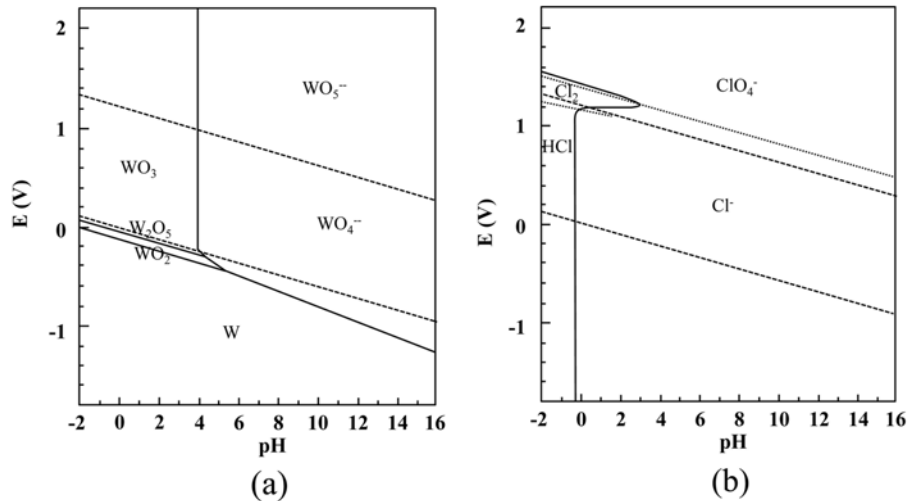 2
1
0
-1
E (V)
WO₅⁻⁻
WO₃
WO₄⁻⁻
W₂O₅
WO₂
W
-2 0 2 4 6 8 10 12 14 16
pH
(a)
2
1
0
-1
E (V)
ClO₄⁻
Cl₂
HCl
Cl⁻
-2 0 2 4 6 8 10 12 14 16
pH
(b)